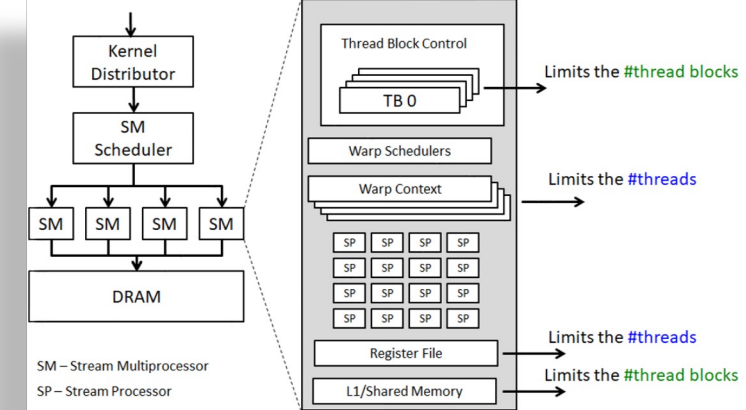 Kernel
Distributor
SM
Scheduler
SM
SM
SM
SM
DRAM
SM – Stream Multiprocessor
SP – Stream Processor
Thread Block Control
TB 0
Warp Schedulers
Warp Context
SP SP SP SP
SP SP SP SP
SP SP SP SP
SP SP SP SP
Register File
L1/Shared Memory
Limits the #thread blocks
Limits the #threads
Limits the #threads
Limits the #thread blocks